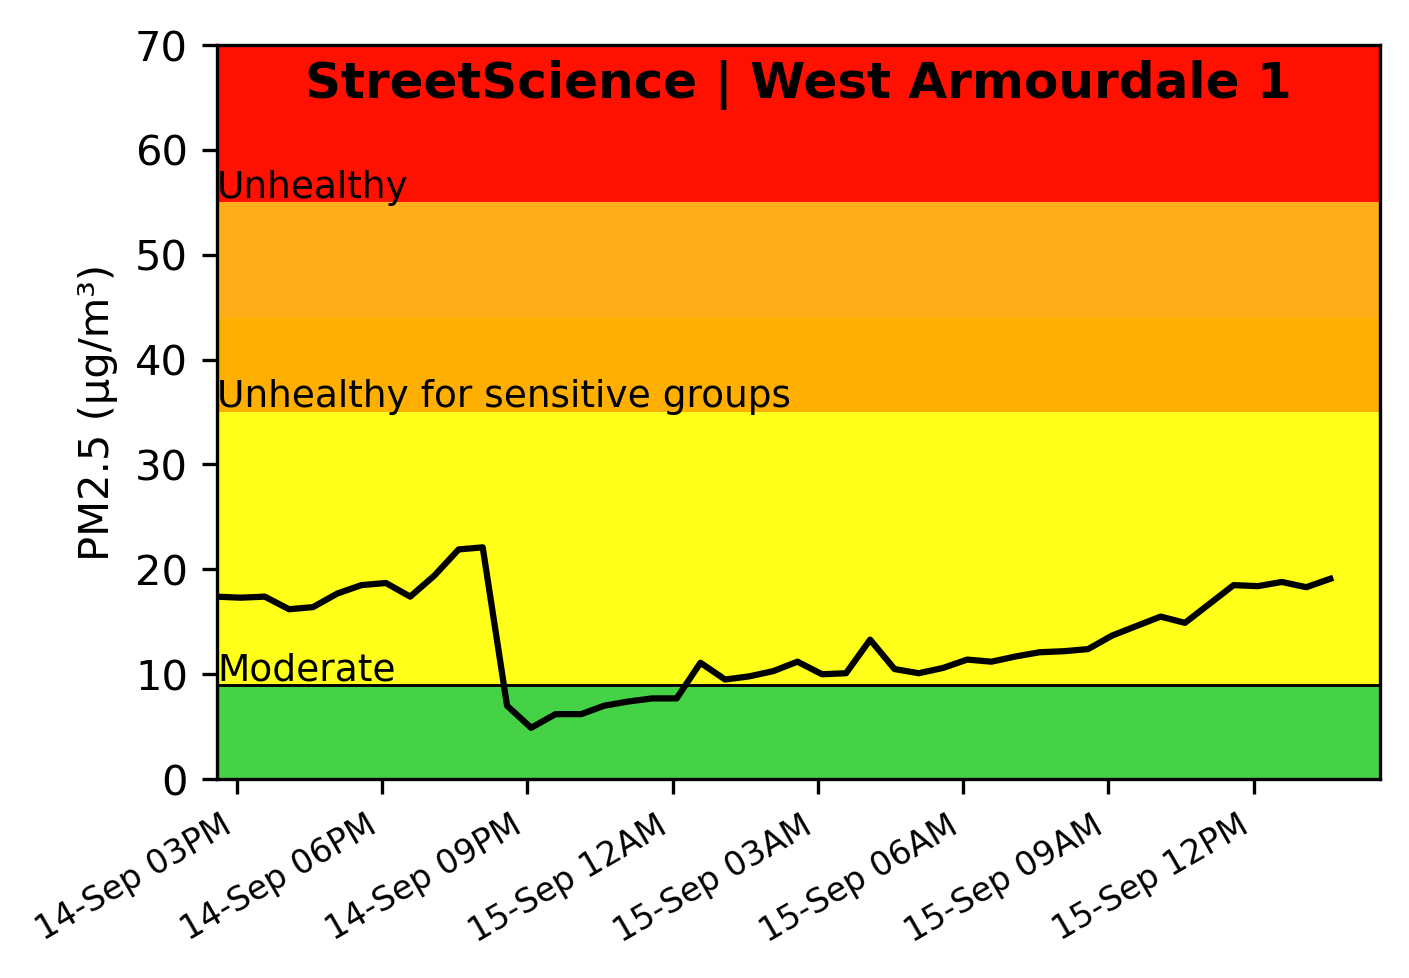 StreetScience | West Armourdale 1
70
60
50
40
30
20
10
0
PM2.5 (µg/m³)
Unhealthy
Unhealthy for sensitive groups
Moderate
14-Sep 03PM
14-Sep 06PM
14-Sep 09PM
15-Sep 12AM
15-Sep 03AM
15-Sep 06AM
15-Sep 09AM
15-Sep 12PM